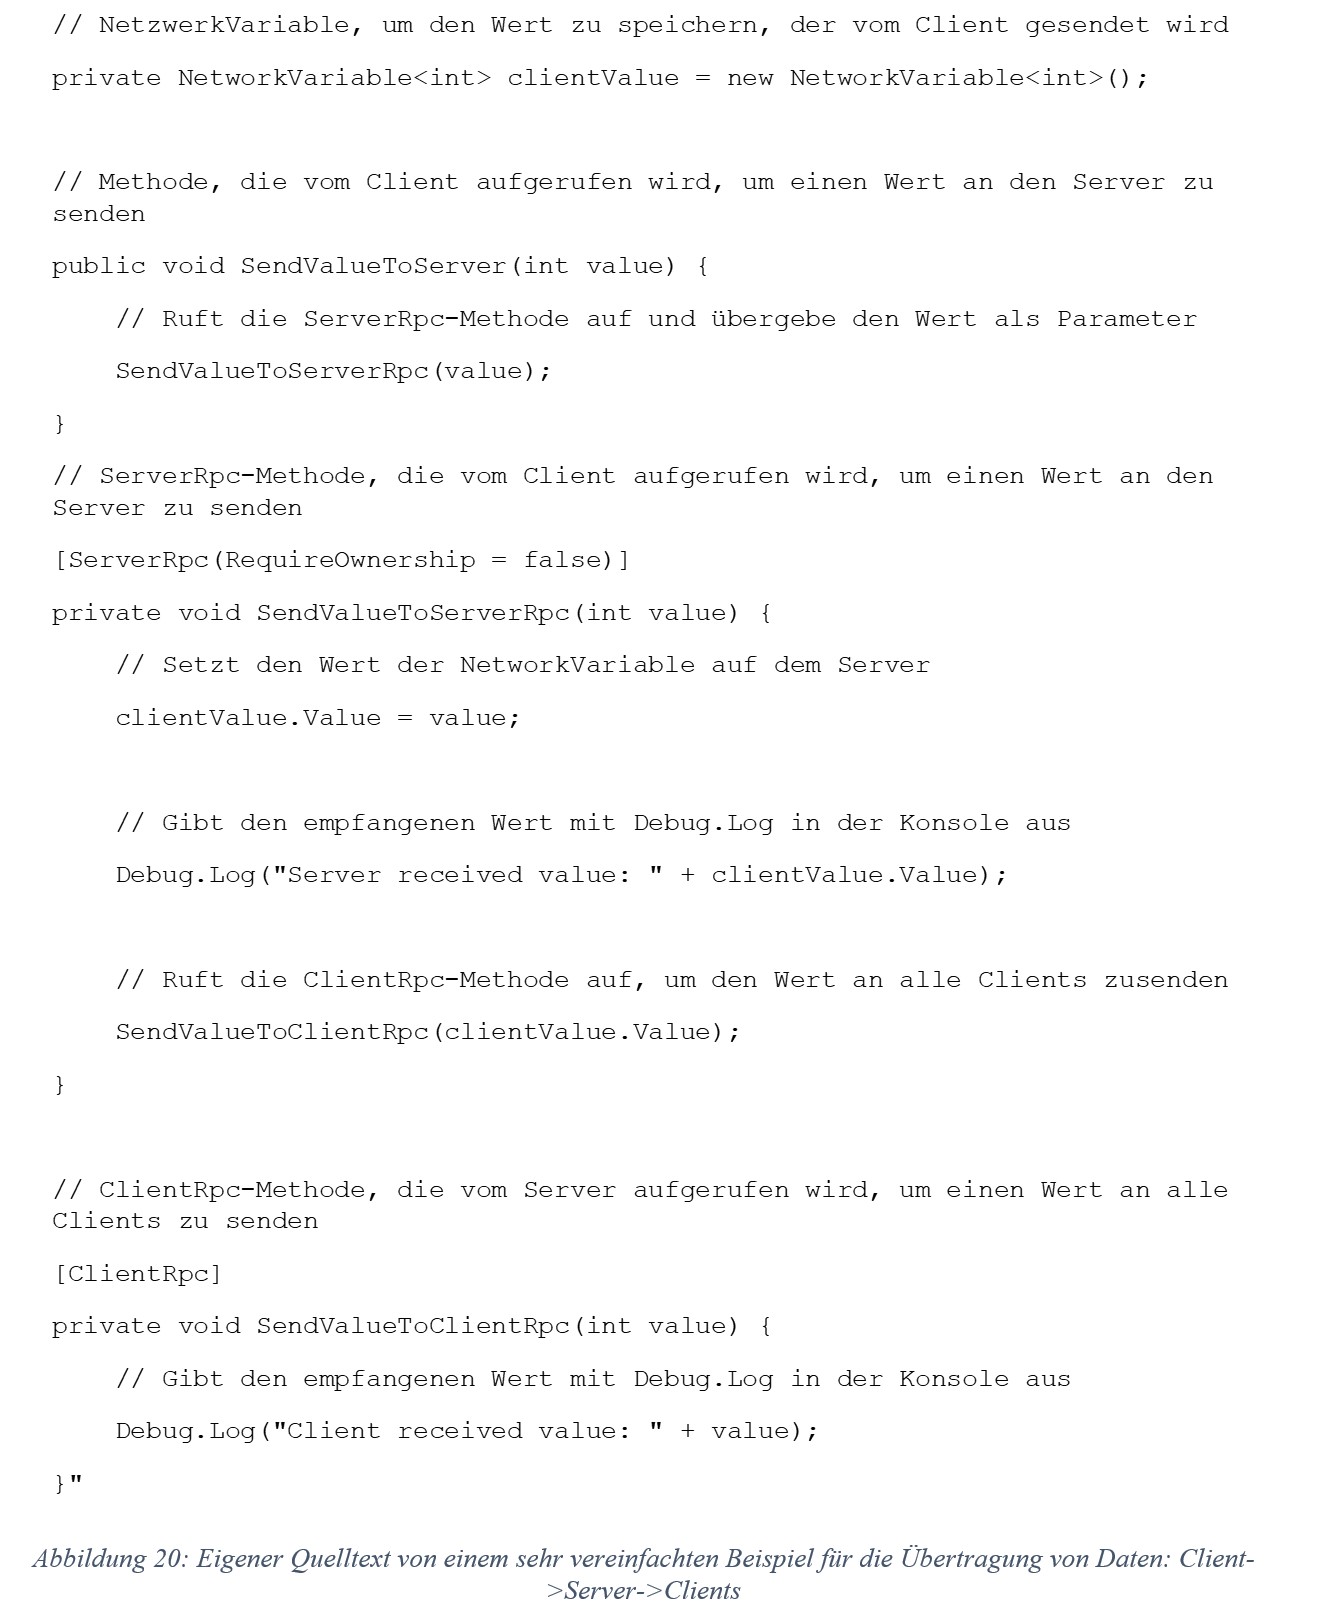 // NetzwerkVariable, um den Wert zu speichern, der vom Client gesendet wird
private NetworkVariable<int> clientValue = new NetworkVariable<int>();
// Methode, die vom Client aufgerufen wird, um einen Wert an den Server zu
senden
public void SendValueToServer(int value) {
// Ruft die ServerRpc-Methode auf und übergebe den Wert als Parameter
SendValueToServerRpc(value);
}
// ServerRpc-Methode, die vom Client aufgerufen wird, um einen Wert an den
Server zu senden
[ServerRpc(RequireOwnership = false)]
private void SendValueToServerRpc(int value) {
// Setzt den Wert der NetworkVariable auf dem Server
clientValue.Value = value;
// Gibt den empfangenen Wert mit Debug.Log in der Konsole aus
Debug.Log("Server received value: " + clientValue.Value);
// Ruft die ClientRpc-Methode auf, um den Wert an alle Clients zusenden
SendValueToClientRpc(clientValue.Value);
}
// ClientRpc-Methode, die vom Server aufgerufen wird, um einen Wert an alle
Clients zu senden
[ClientRpc]
private void SendValueToClientRpc(int value) {
// Gibt den empfangenen Wert mit Debug.Log in der Konsole aus
Debug.Log("Client received value: " + value);
}"
Abbildung 20: Eigener Quelltext von einem sehr vereinfachten Beispiel für die Übertragung von Daten: Client-
>Server->Clients